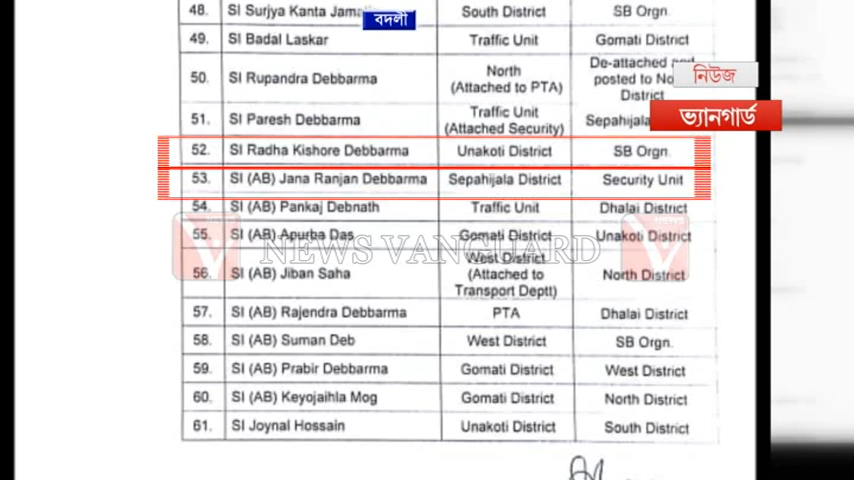 48. SI Surjya Kanta South District SB Orgn.
বদলী
49. SI Badal Laskar Traffic Unit Gomati District
50. SI Rupandra Debbarma North (Attached to PTA) De-attached and posted to North District
নিউজ
51. SI Paresh Debbarma Traffic Unit (Attached Security) Sepahijala
ভ্যানগার্ড
52. SI Radha Kishore Debbarma Unakoti District SB Orgn.
53. SI (AB) Jana Ranjan Debbarma Sepahijala District Security Unit
54. SI (AB) Pankaj Debnath Traffic Unit Dhalai District
55. SI (AB) Apurba Das Gomati District Unakoti District
NEWS VANGUARD
56. SI (AB) Jiban Saha West District (Attached to Transport Deptt) North District
57. SI (AB) Rajendra Debbarma PTA Dhalai District
58. SI (AB) Suman Deb West District SB Orgn.
59. SI (AB) Prabir Debbarma Gomati District West District
60. SI (AB) Keyojaihla Mog Gomati District North District
61. SI Joynal Hossain Unakoti District South District